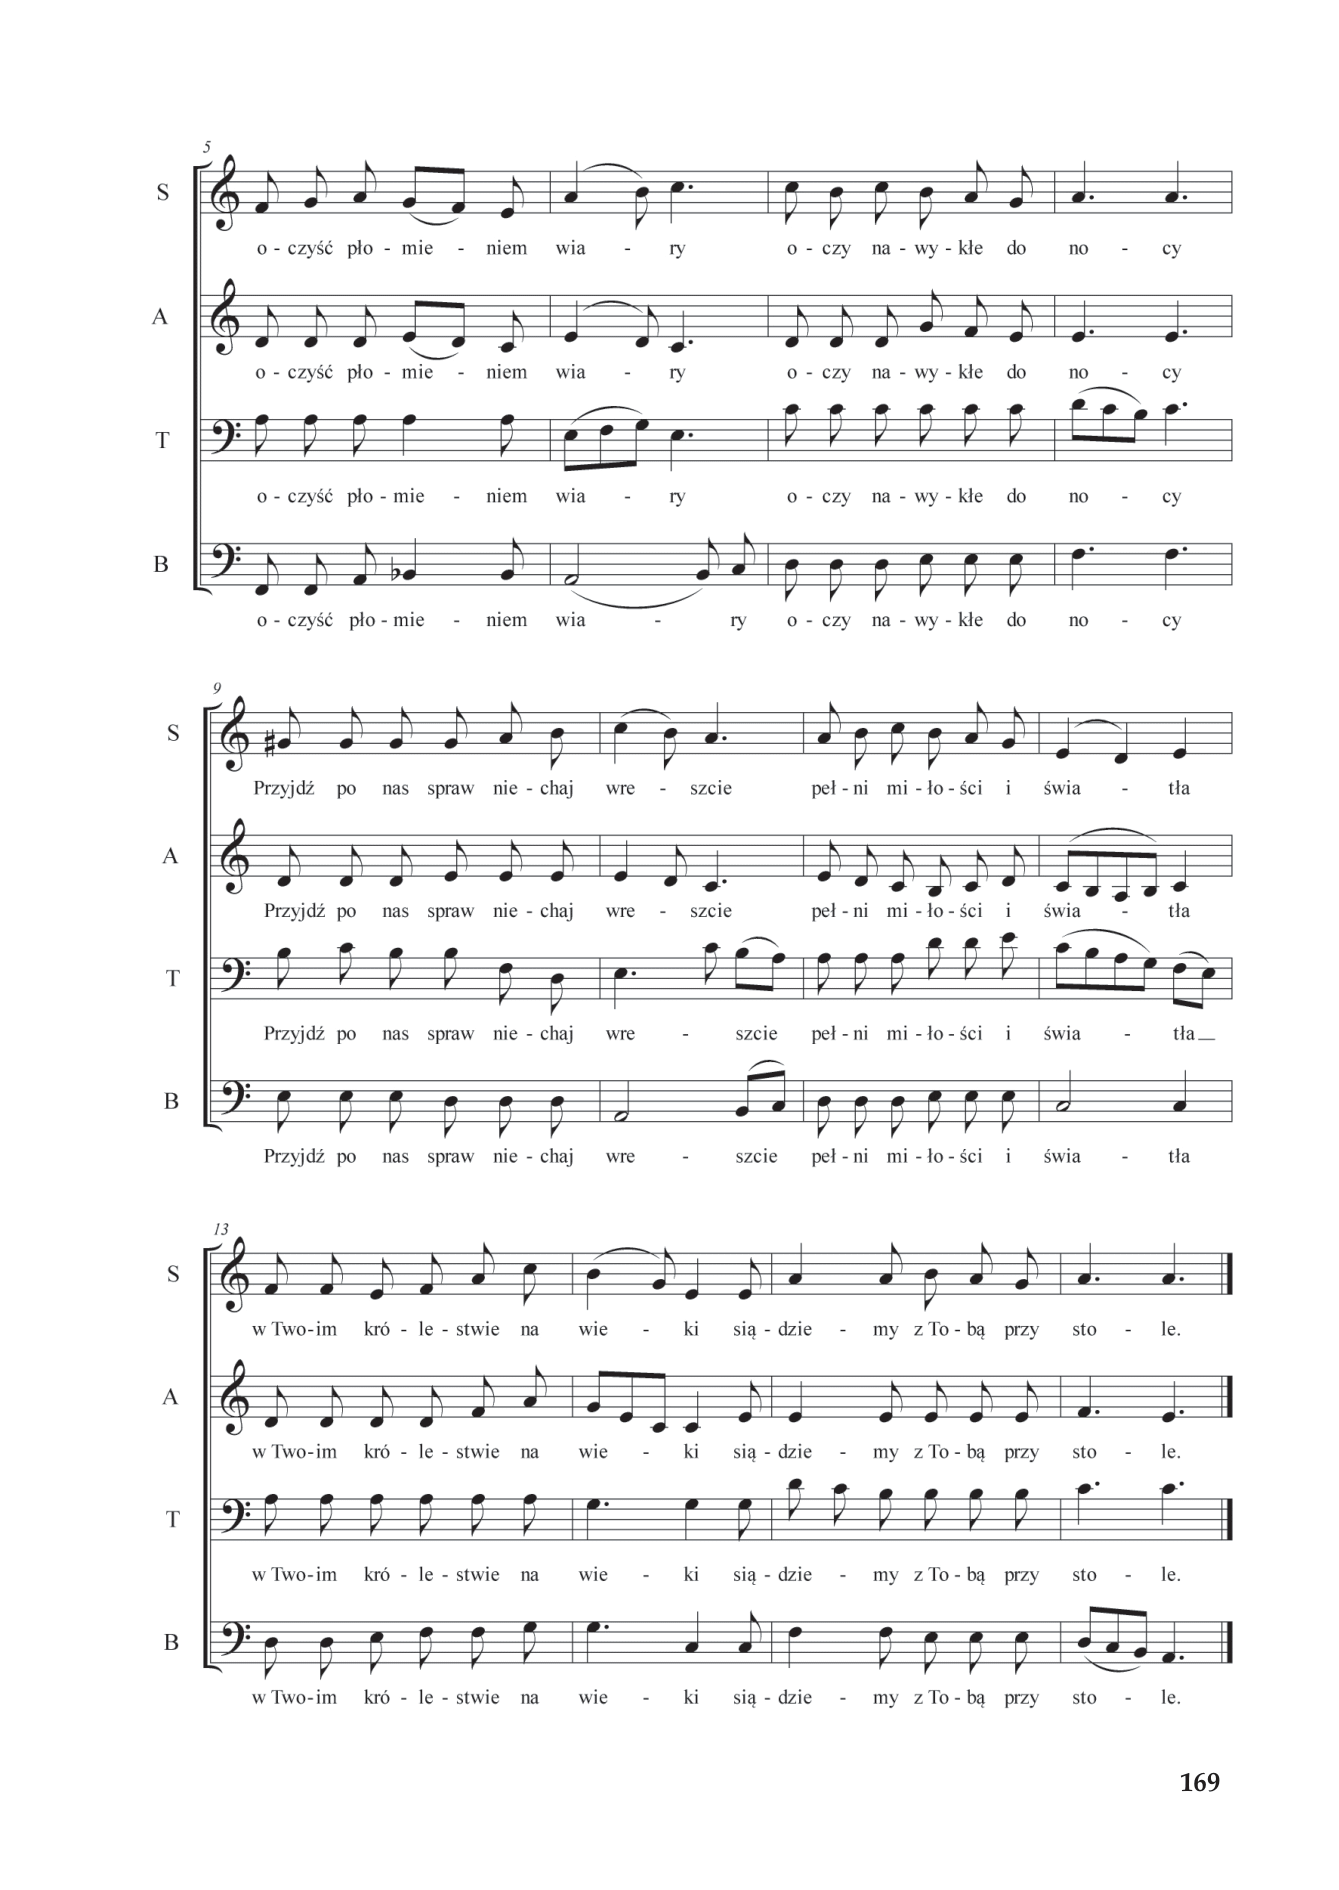 5
S
o - czyść pło - mie - niem wia - ry o - czy na - wy - kłe do no - cy
A
o - czyść pło - mie - niem wia - ry o - czy na - wy - kłe do no - cy
T
o - czyść pło - mie - niem wia - ry o - czy na - wy - kłe do no - cy
B
o - czyść pło - mie - niem wia - ry o - czy na - wy - kłe do no - cy
9
S
Przyjdź po nas spraw nie - chaj wre - szcie peł - ni mi - ło - ści i świa - tła
A
Przyjdź po nas spraw nie - chaj wre - szcie peł - ni mi - ło - ści i świa - tła
T
Przyjdź po nas spraw nie - chaj wre - szcie peł - ni mi - ło - ści i świa - tła
B
Przyjdź po nas spraw nie - chaj wre - szcie peł - ni mi - ło - ści i świa - tła
13
S
w Two-im kró - le - stwie na wie - ki sią - dzie - my z To - bą przy sto - le.
A
w Two-im kró - le - stwie na wie - ki sią - dzie - my z To - bą przy sto - le.
T
w Two-im kró - le - stwie na wie - ki sią - dzie - my z To - bą przy sto - le.
B
w Two-im kró - le - stwie na wie - ki sią - dzie - my z To - bą przy sto - le.
169